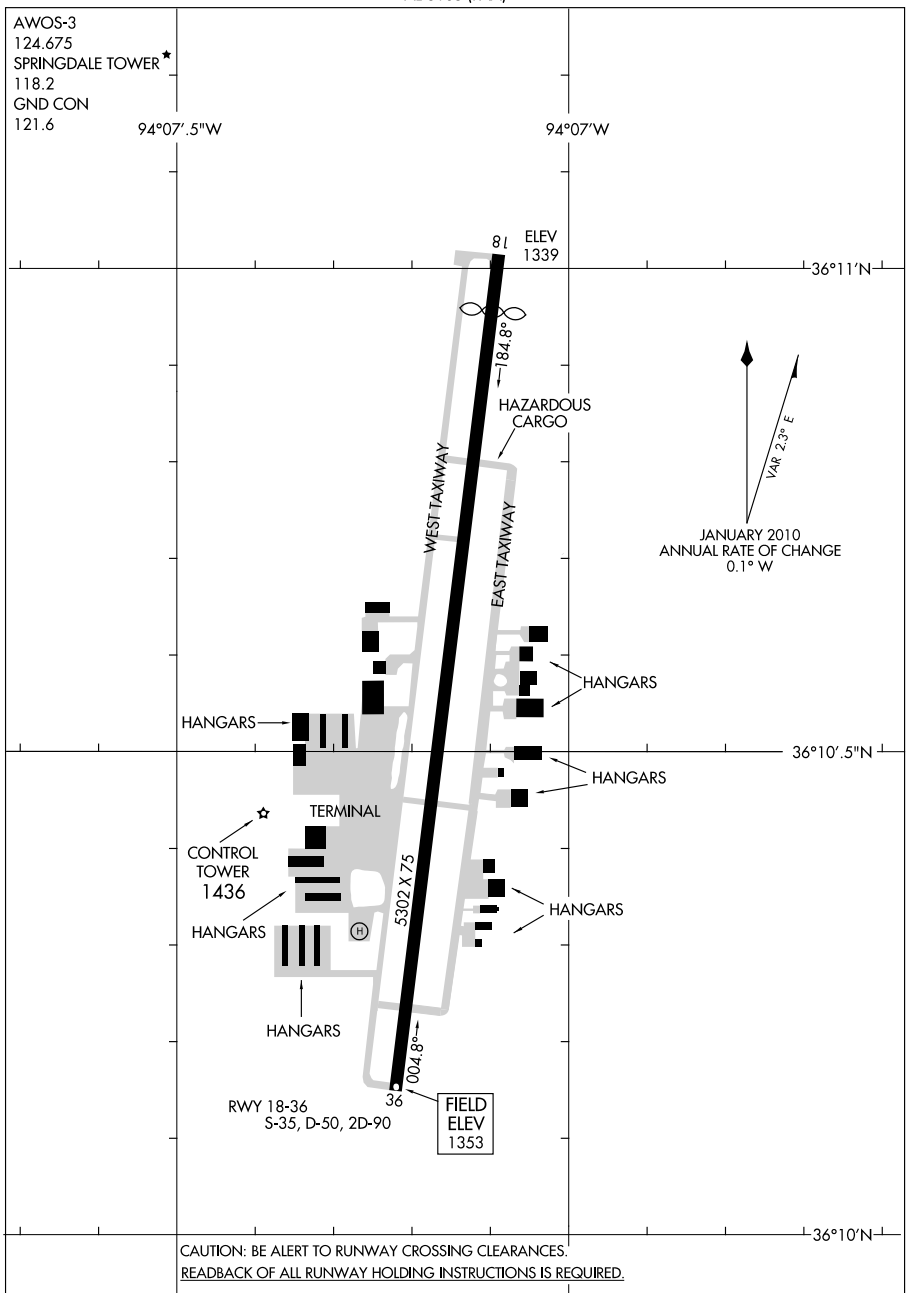 AWOS-3
124.675
SPRINGDALE TOWER
118.2
GND CON
121.6
94°07'.5"W
94°07'W
18
ELEV
1339
36°11'N
184.8°
HAZARDOUS
CARGO
WEST TAXIWAY
EAST TAXIWAY
VAR 2.3° E
JANUARY 2010
ANNUAL RATE OF CHANGE
0.1° W
HANGARS
HANGARS
36°10'.5"N
HANGARS
TERMINAL
CONTROL
TOWER
1436
5302 X 75
HANGARS
HANGARS
H
HANGARS
004.8°
36
RWY 18-36
S-35, D-50, 2D-90
FIELD
ELEV
1353
36°10'N
CAUTION: BE ALERT TO RUNWAY CROSSING CLEARANCES.
READBACK OF ALL RUNWAY HOLDING INSTRUCTIONS IS REQUIRED.